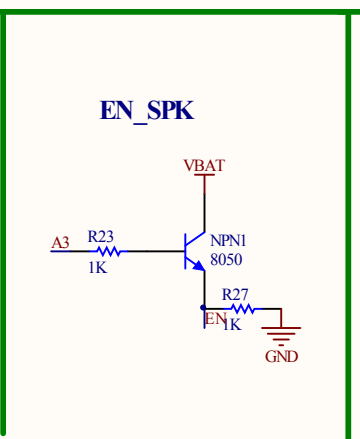 EN_SPK
VBAT
A3
R23
1K
NPN1
8050
R27
EN
1K
GND